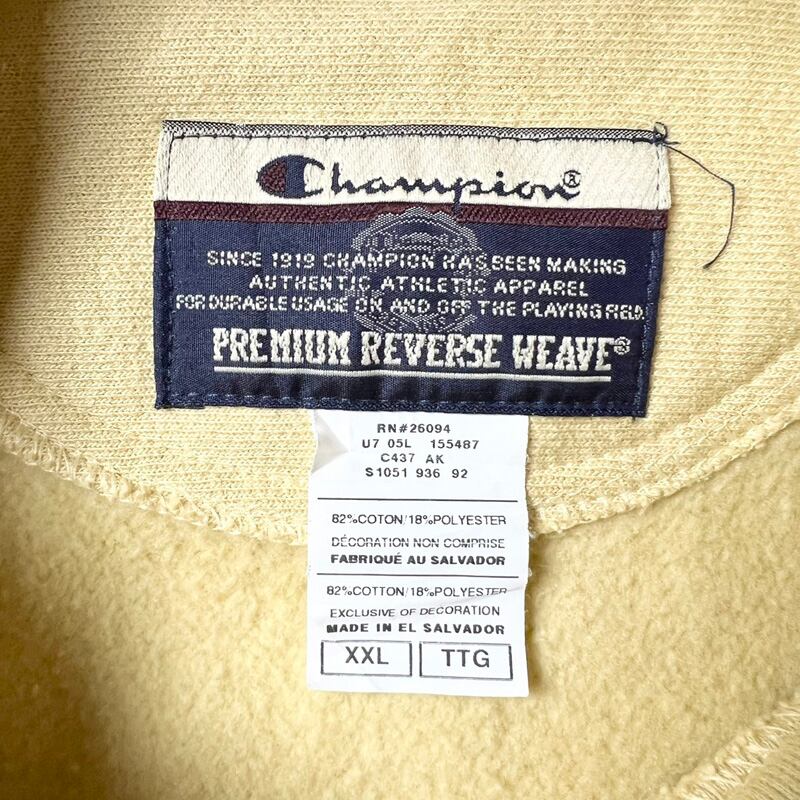 Champion®
SINCE 1919 CHAMPION HAS BEEN MAKING
AUTHENTIC ATHLETIC APPAREL
FOR DURABLE USAGE ON AND OFF THE PLAYING FIELD.
PREMIUM REVERSE WEAVE®
RN#26094
U7 05L 155487
C437 AK
S1051 936 92
82%COTON/18%POLYESTER
DÉCORATION NON COMPRISE
FABRIQUÉ AU SALVADOR
82%COTTON/18%POLYESTER
EXCLUSIVE OF DECORATION
MADE IN EL SALVADOR
XXL TTG